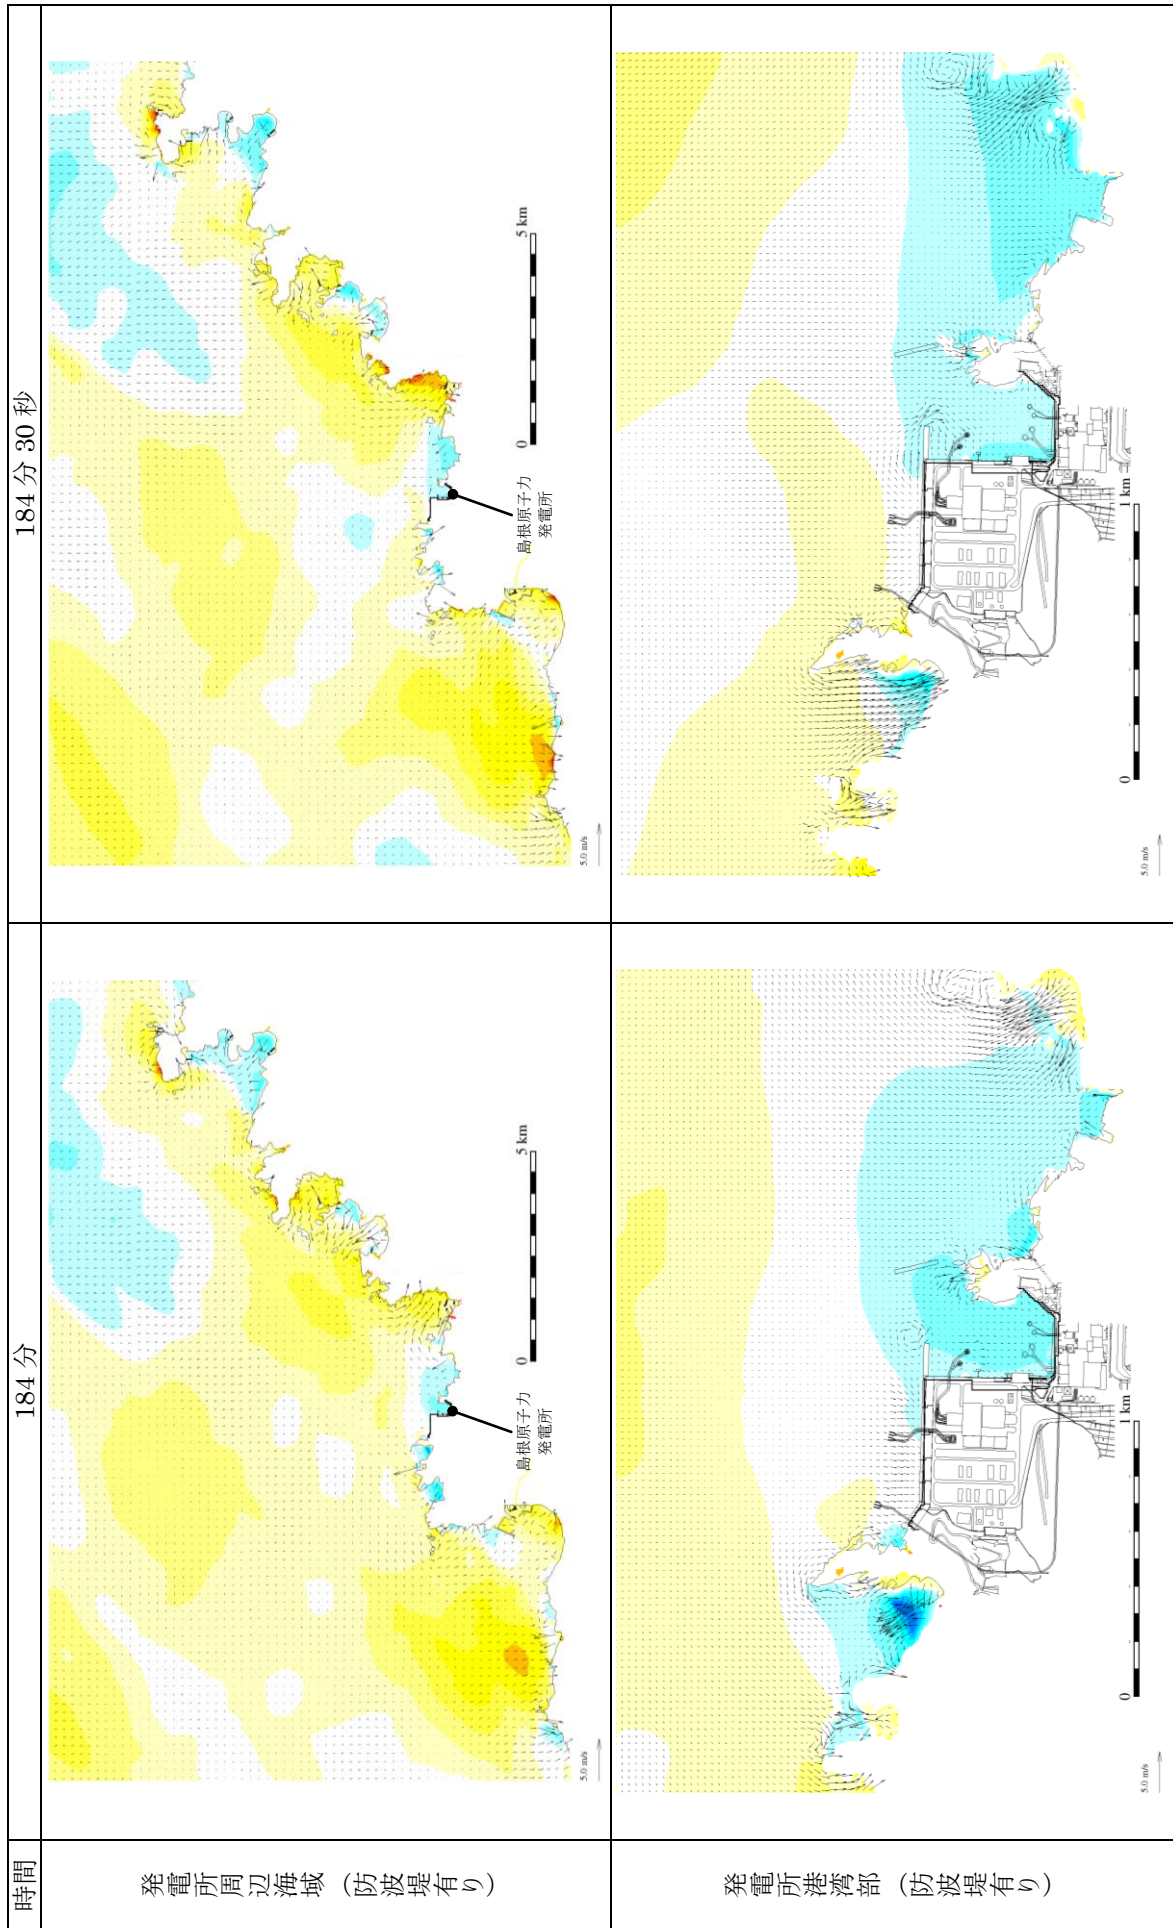 時間
184分
184分30秒
発電所周辺海域(防波堤有り)
島根原子力
発電所
0
5 km
5.0 m/s
島根原子力
発電所
0
5 km
5.0 m/s
発電所港湾部(防波堤有り)
0
1 km
5.0 m/s
0
1 km
5.0 m/s